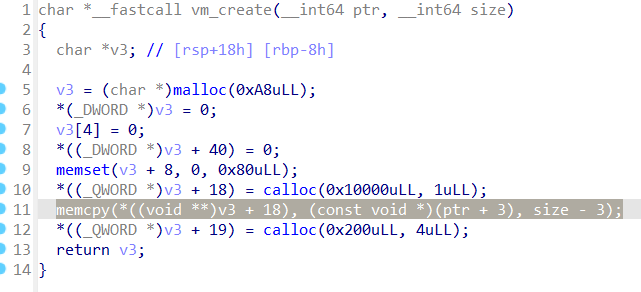 1 char *__fastcall vm_create(__int64 ptr, __int64 size)
2 {
3 char *v3; // [rsp+18h] [rbp-8h]
4
5 v3 = (char *)malloc(0xA8uLL);
6 *(_DWORD *)v3 = 0;
7 v3[4] = 0;
8 *((_DWORD *)v3 + 40) = 0;
9 memset(v3 + 8, 0, 0x80uLL);
10 *((_QWORD *)v3 + 18) = calloc(0x10000uLL, 1uLL);
11 memcpy(*((void **)v3 + 18), (const void *)(ptr + 3), size - 3);
12 *((_QWORD *)v3 + 19) = calloc(0x200uLL, 4uLL);
13 return v3;
14 }